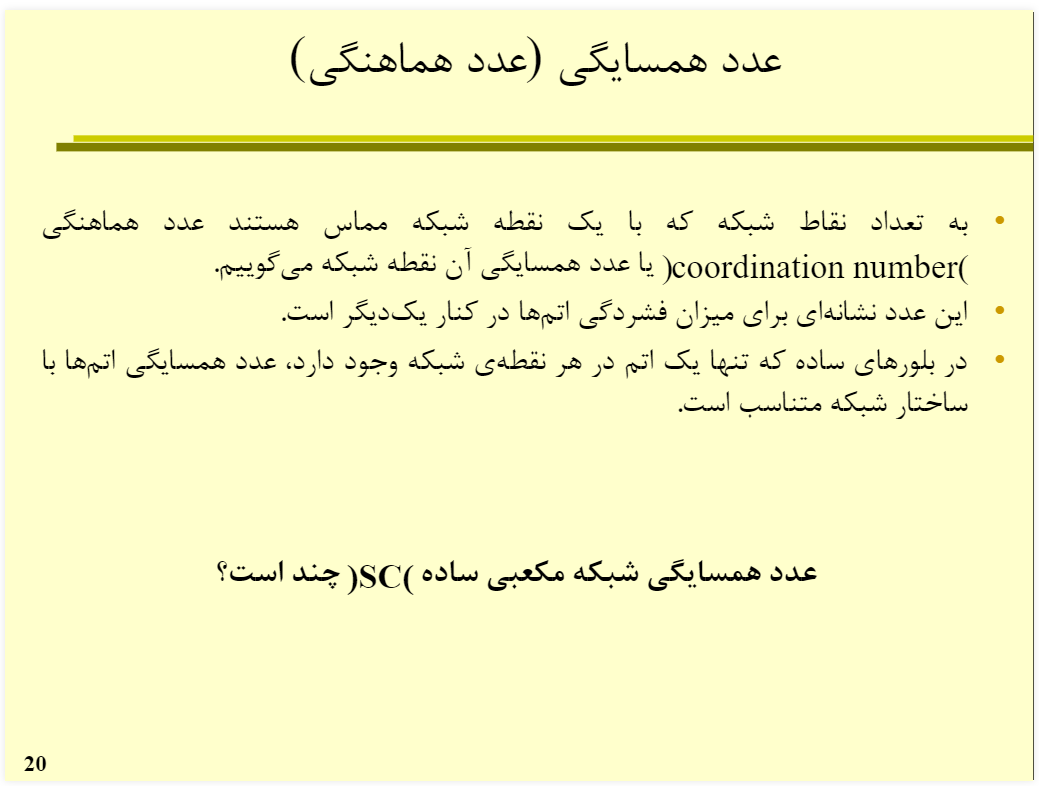 عدد همسایگی (عدد هماهنگی)
• به تعداد نقاط شبکه که با یک نقطه شبکه مماس هستند عدد هماهنگی
(coordination number) یا عدد همسایگی آن نقطه شبکه می‌گوییم.
• این عدد نشانه‌ای برای میزان فشردگی اتم‌ها در کنار یک‌دیگر است.
• در بلورهای ساده که تنها یک اتم در هر نقطه‌ی شبکه وجود دارد، عدد همسایگی اتم‌ها با
ساختار شبکه متناسب است.
عدد همسایگی شبکه مکعبی ساده (SC) چند است؟
20